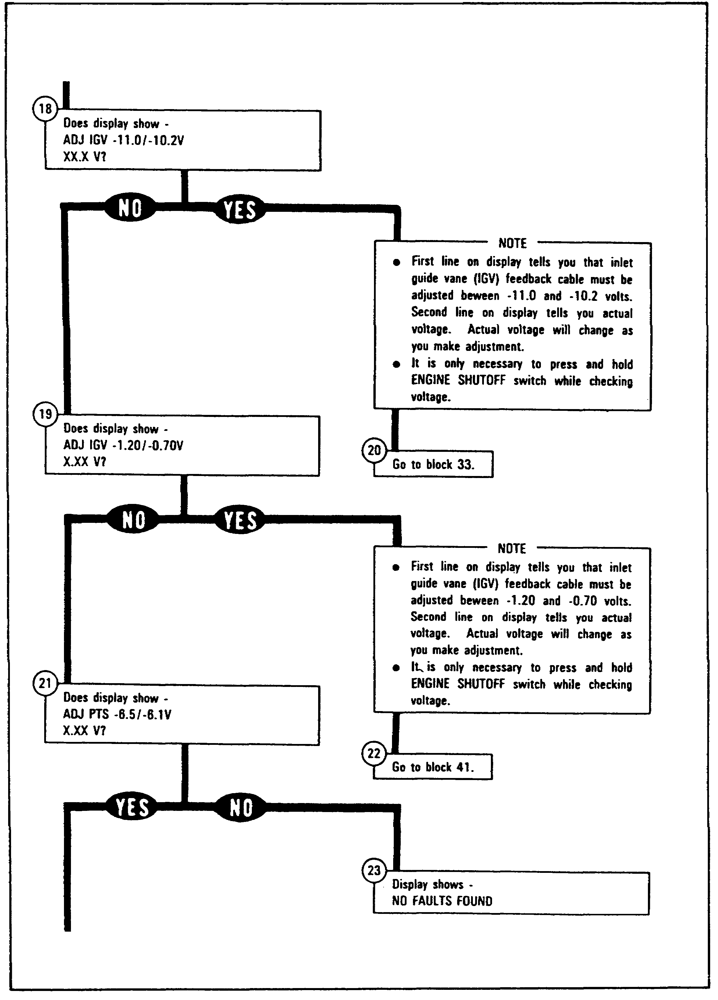 18
Does display show -
ADJ IGV -11.0/-10.2V
XX.X V?
NO
YES
NOTE
● First line on display tells you that inlet
guide vane (IGV) feedback cable must be
adjusted beween -11.0 and -10.2 volts.
Second line on display tells you actual
voltage. Actual voltage will change as
you make adjustment.
● It is only necessary to press and hold
ENGINE SHUTOFF switch while checking
voltage.
19
Does display show -
ADJ IGV -1.20/-0.70V
X.XX V?
20
Go to block 33.
NO
YES
NOTE
● First line on display tells you that inlet
guide vane (IGV) feedback cable must be
adjusted beween -1.20 and -0.70 volts.
Second line on display tells you actual
voltage. Actual voltage will change as
you make adjustment.
● It is only necessary to press and hold
ENGINE SHUTOFF switch while checking
voltage.
21
Does display show -
ADJ PTS -6.5/-6.1V
X.XX V?
22
Go to block 41.
YES
NO
23
Display shows -
NO FAULTS FOUND